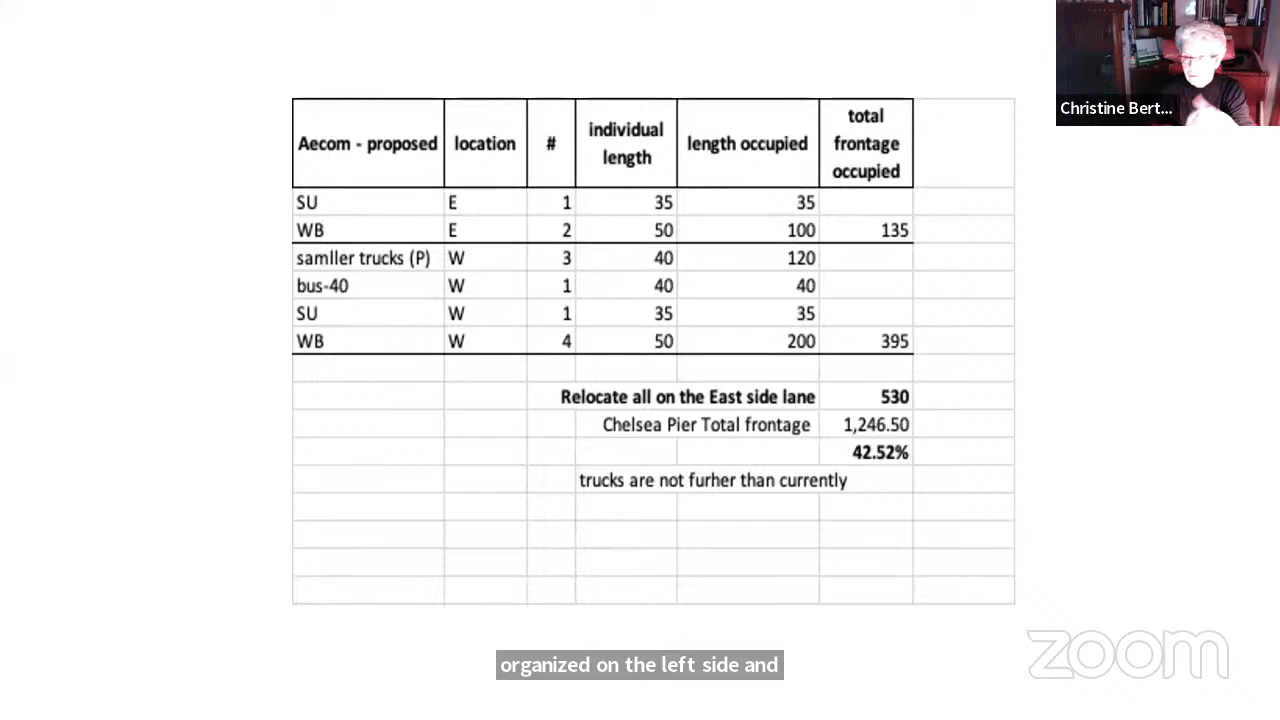 Christine Bert...
Aecom - proposed location # individual length length occupied total frontage occupied
SU E 1 35 35
WB E 2 50 100 135
samller trucks (P) W 3 40 120
bus-40 W 1 40 40
SU W 1 35 35
WB W 4 50 200 395
Relocate all on the East side lane 530
Chelsea Pier Total frontage 1,246.50
42.52%
trucks are not furher than currently
organized on the left side and
zoom